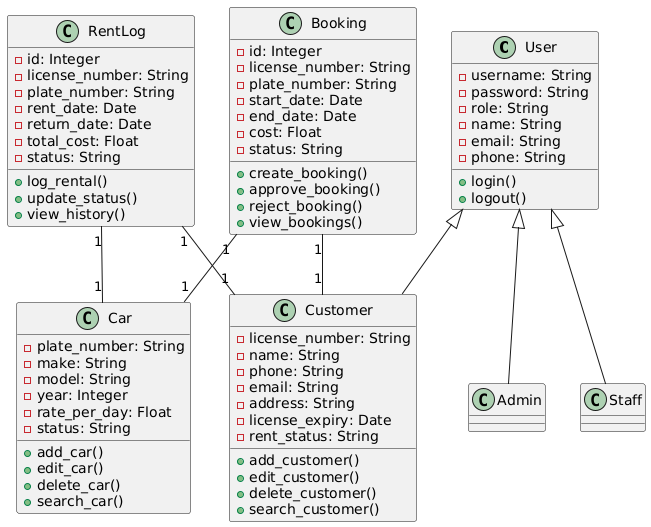 C RentLog
id: Integer
license_number: String
plate_number: String
rent_date: Date
return_date: Date
total_cost: Float
status: String
log_rental()
update_status()
view_history()
C Booking
id: Integer
license_number: String
plate_number: String
start_date: Date
end_date: Date
cost: Float
status: String
create_booking()
approve_booking()
reject_booking()
view_bookings()
C User
username: String
password: String
role: String
name: String
email: String
phone: String
login()
logout()
1
1
1
1
1
1
1
1
C Car
plate_number: String
make: String
model: String
year: Integer
rate_per_day: Float
status: String
add_car()
edit_car()
delete_car()
search_car()
C Customer
license_number: String
name: String
phone: String
email: String
address: String
license_expiry: Date
rent_status: String
add_customer()
edit_customer()
delete_customer()
search_customer()
C Admin
C Staff